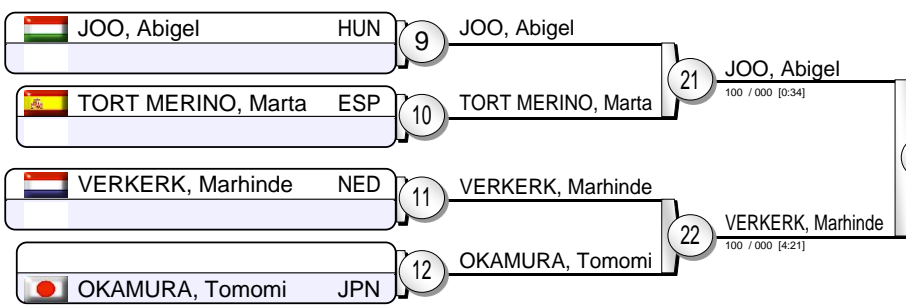 JOO, Abigel HUN
9
JOO, Abigel
TORT MERINO, Marta ESP
10
TORT MERINO, Marta
21
JOO, Abigel
100 / 000 [0:34]
VERKERK, Marhinde NED
11
VERKERK, Marhinde
OKAMURA, Tomomi JPN
12
OKAMURA, Tomomi
22
VERKERK, Marhinde
100 / 000 [4:21]